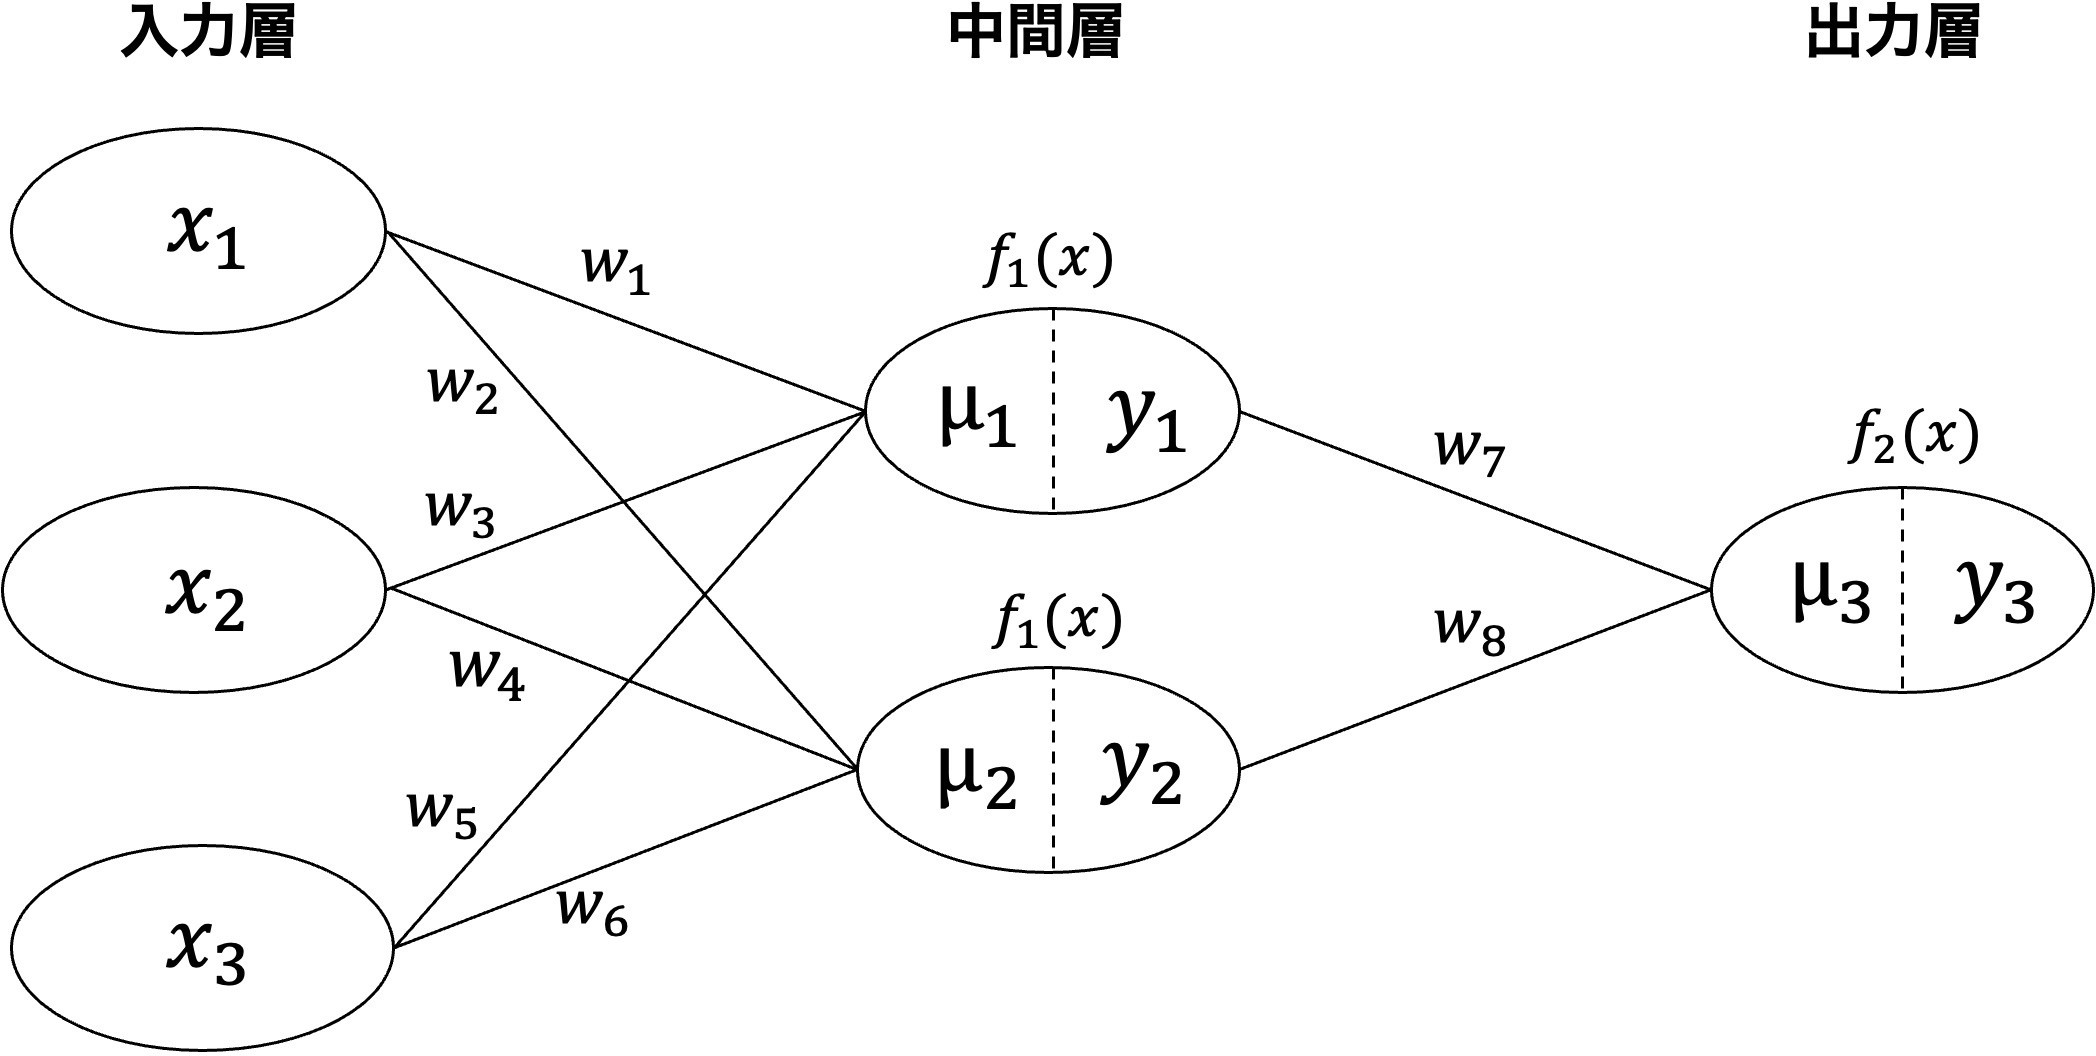 入力層
中間層
出力層
x₁
w₁
f₁(x)
w₂
μ₁
y₁
w₇
f₂(x)
w₃
x₂
μ₃
y₃
w₄
f₁(x)
w₈
μ₂
y₂
w₅
w₆
x₃